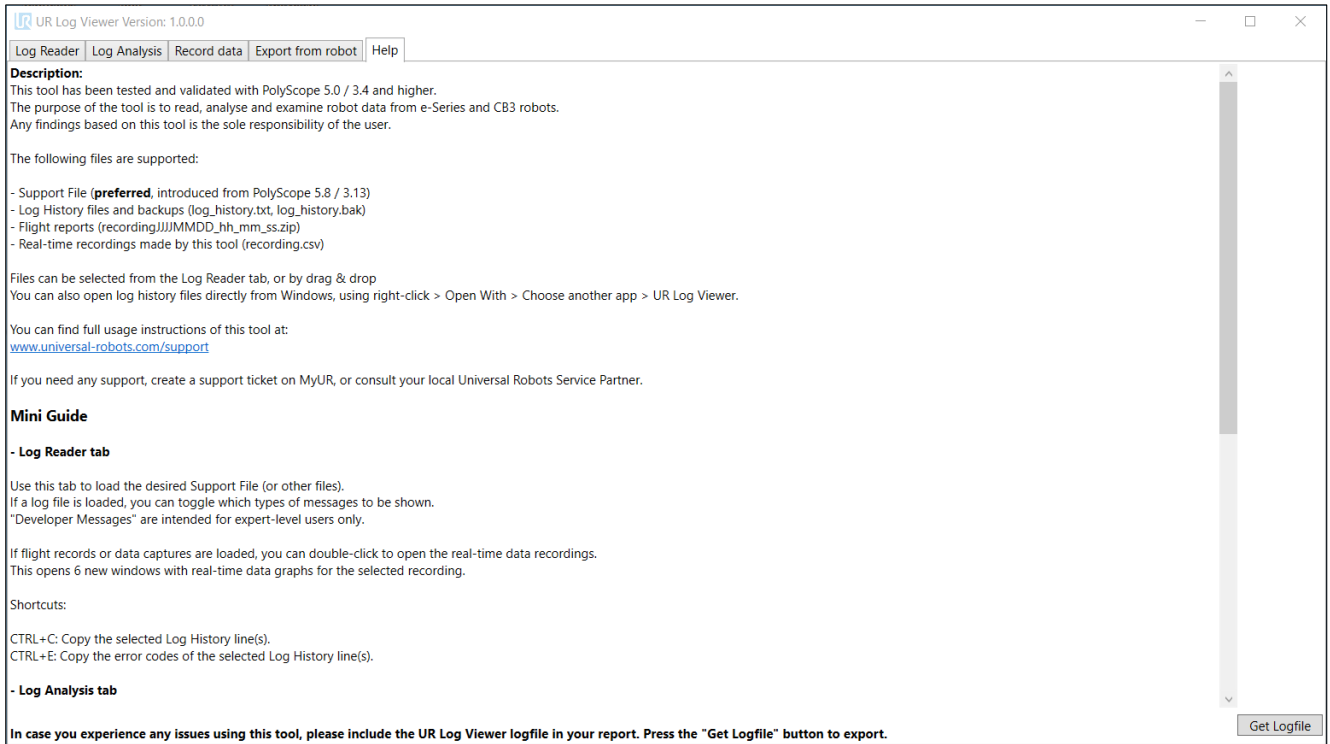 UR UR Log Viewer Version: 1.0.0.0
Log Reader Log Analysis Record data Export from robot Help
Description:
This tool has been tested and validated with PolyScope 5.0 / 3.4 and higher.
The purpose of the tool is to read, analyse and examine robot data from e-Series and CB3 robots.
Any findings based on this tool is the sole responsibility of the user.
The following files are supported:
- Support File (preferred, introduced from PolyScope 5.8 / 3.13)
- Log History files and backups (log_history.txt, log_history.bak)
- Flight reports (recordingJJJJMMDD_hh_mm_ss.zip)
- Real-time recordings made by this tool (recording.csv)
Files can be selected from the Log Reader tab, or by drag & drop
You can also open log history files directly from Windows, using right-click > Open With > Choose another app > UR Log Viewer.
You can find full usage instructions of this tool at:
www.universal-robots.com/support
If you need any support, create a support ticket on MyUR, or consult your local Universal Robots Service Partner.
Mini Guide
- Log Reader tab
Use this tab to load the desired Support File (or other files).
If a log file is loaded, you can toggle which types of messages to be shown.
"Developer Messages" are intended for expert-level users only.
If flight records or data captures are loaded, you can double-click to open the real-time data recordings.
This opens 6 new windows with real-time data graphs for the selected recording.
Shortcuts:
CTRL+C: Copy the selected Log History line(s).
CTRL+E: Copy the error codes of the selected Log History line(s).
- Log Analysis tab
In case you experience any issues using this tool, please include the UR Log Viewer logfile in your report. Press the "Get Logfile" button to export.
Get Logfile